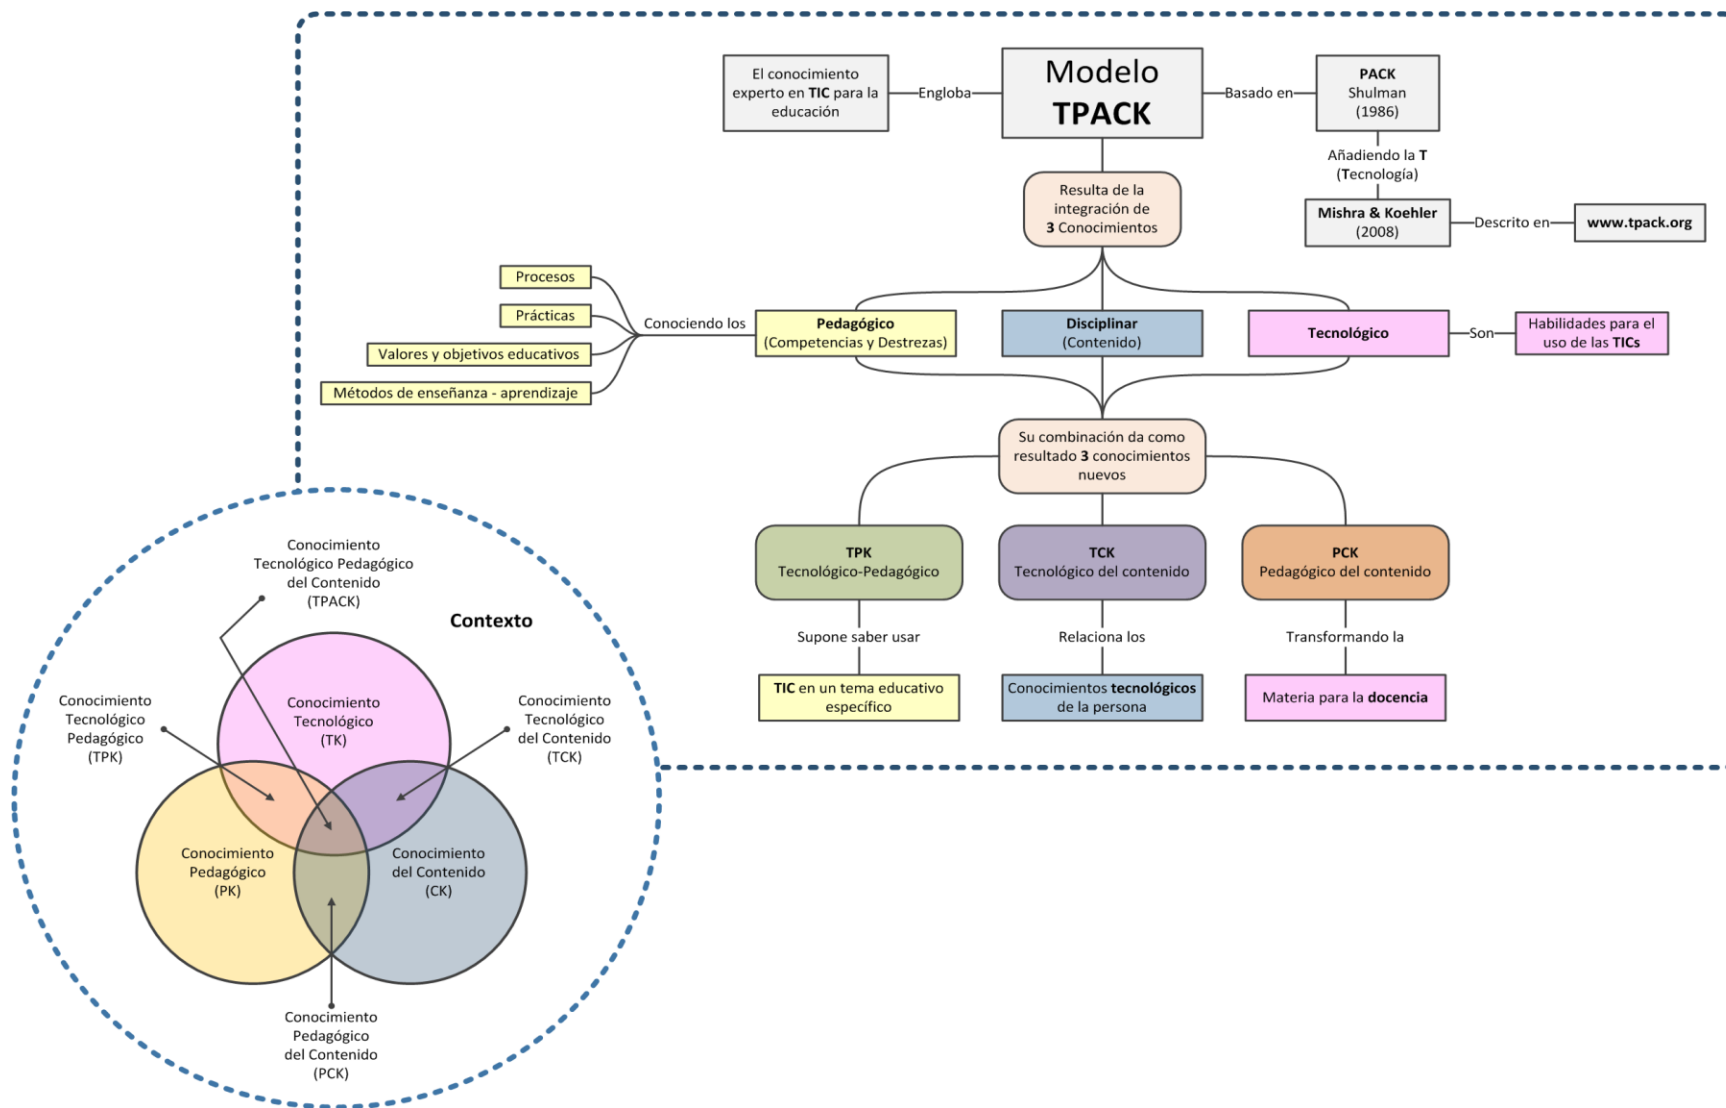 El conocimiento
experto en TIC para la
educación
Engloba
Modelo
TPACK
Basado en
PACK
Shulman
(1986)
Añadiendo la T
(Tecnología)
Mishra & Koehler
(2008)
Descrito en
www.tpack.org
Resulta de la
integración de
3 Conocimientos
Procesos
Prácticas
Valores y objetivos educativos
Métodos de enseñanza - aprendizaje
Conociendo los
Pedagógico
(Competencias y Destrezas)
Disciplinar
(Contenido)
Tecnológico
Son
Habilidades para el
uso de las TICs
Su combinación da como
resultado 3 conocimientos
nuevos
TPK
Tecnológico-Pedagógico
TCK
Tecnológico del contenido
PCK
Pedagógico del contenido
Supone saber usar
Relaciona los
Transformando la
TIC en un tema educativo
específico
Conocimientos tecnológicos
de la persona
Materia para la docencia
Conocimiento
Tecnológico Pedagógico
del Contenido
(TPACK)
Contexto
Conocimiento
Tecnológico
Pedagógico
(TPK)
Conocimiento
Tecnológico
(TK)
Conocimiento
Tecnológico
del Contenido
(TCK)
Conocimiento
Pedagógico
(PK)
Conocimiento
del Contenido
(CK)
Conocimiento
Pedagógico
del Contenido
(PCK)